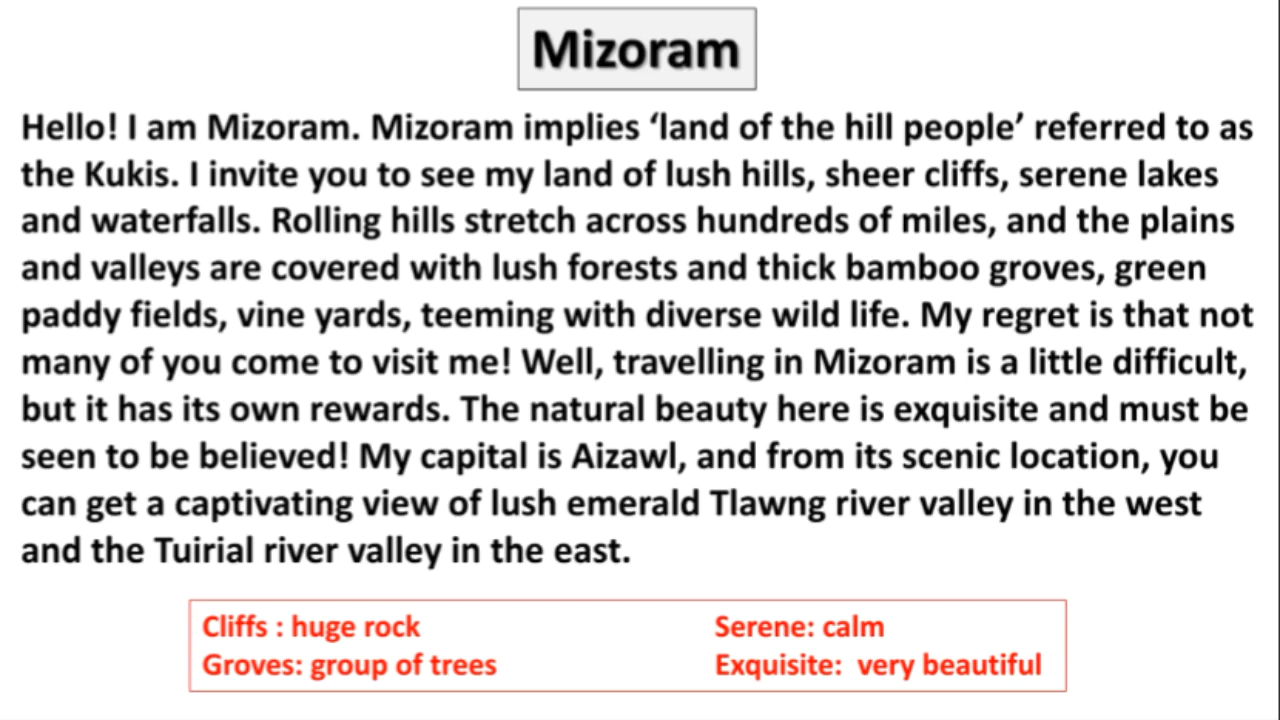 Mizoram
Hello! I am Mizoram. Mizoram implies ‘land of the hill people’ referred to as
the Kukis. I invite you to see my land of lush hills, sheer cliffs, serene lakes
and waterfalls. Rolling hills stretch across hundreds of miles, and the plains
and valleys are covered with lush forests and thick bamboo groves, green
paddy fields, vine yards, teeming with diverse wild life. My regret is that not
many of you come to visit me! Well, travelling in Mizoram is a little difficult,
but it has its own rewards. The natural beauty here is exquisite and must be
seen to be believed! My capital is Aizawl, and from its scenic location, you
can get a captivating view of lush emerald Tlawng river valley in the west
and the Tuirial river valley in the east.
Cliffs : huge rock
Serene: calm
Groves: group of trees
Exquisite:  very beautiful